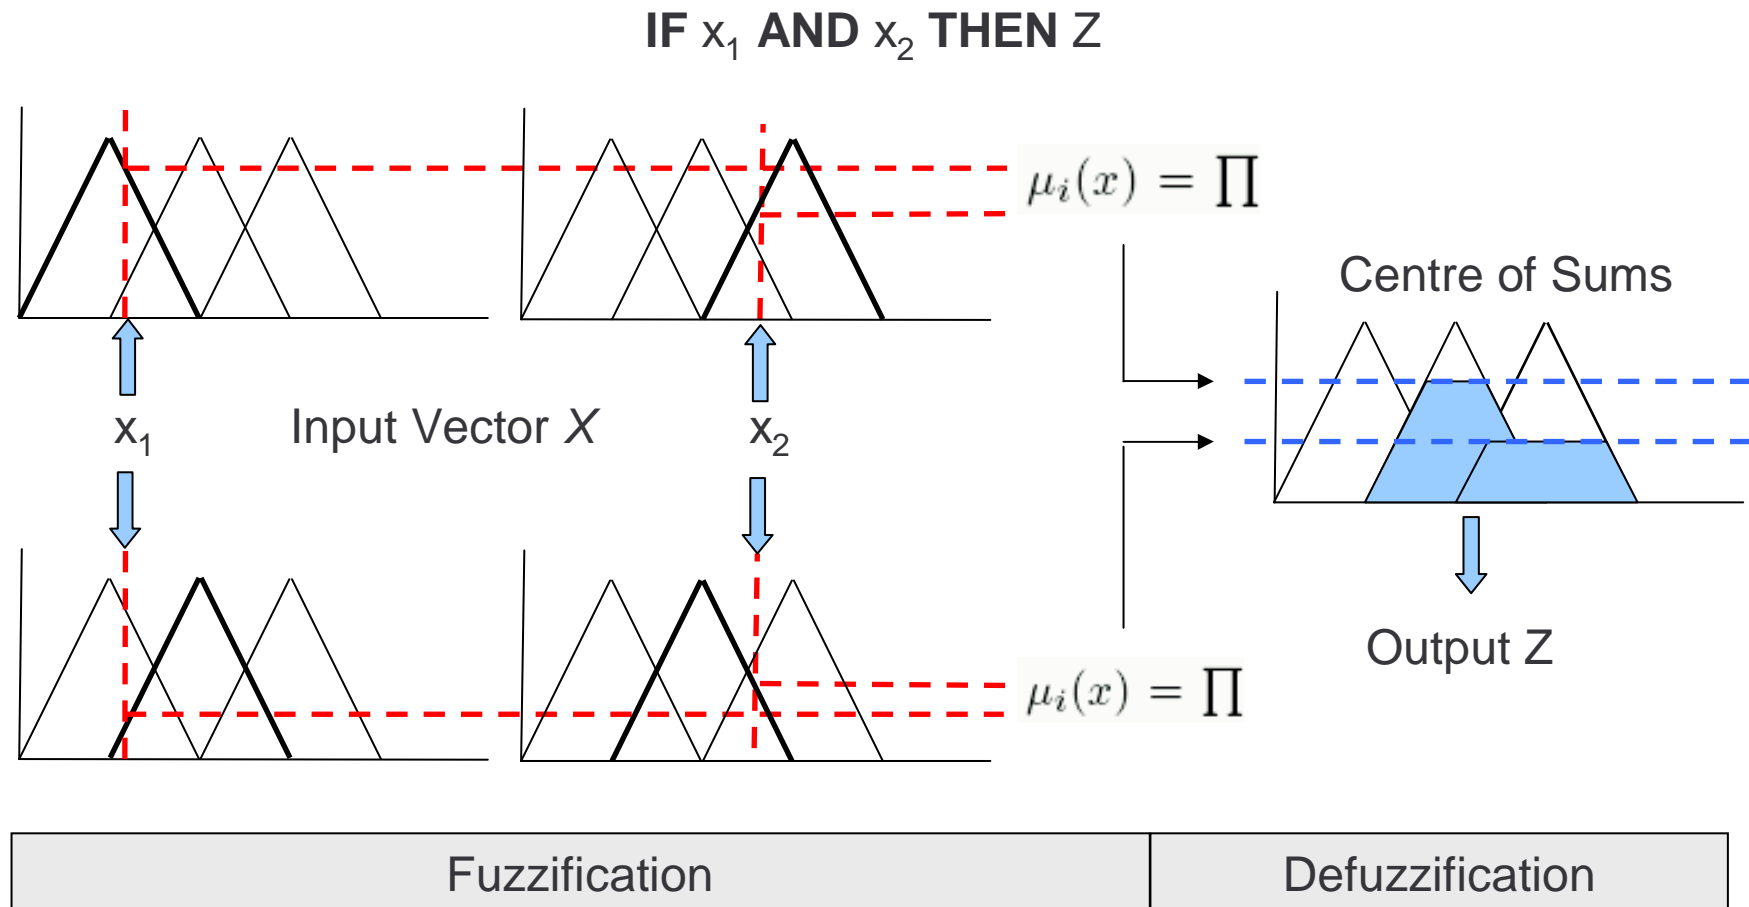 IF x₁ AND x₂ THEN Z
μᵢ(x) = ∏
Centre of Sums
x₁ Input Vector X x₂
μᵢ(x) = ∏
Output Z
Fuzzification Defuzzification